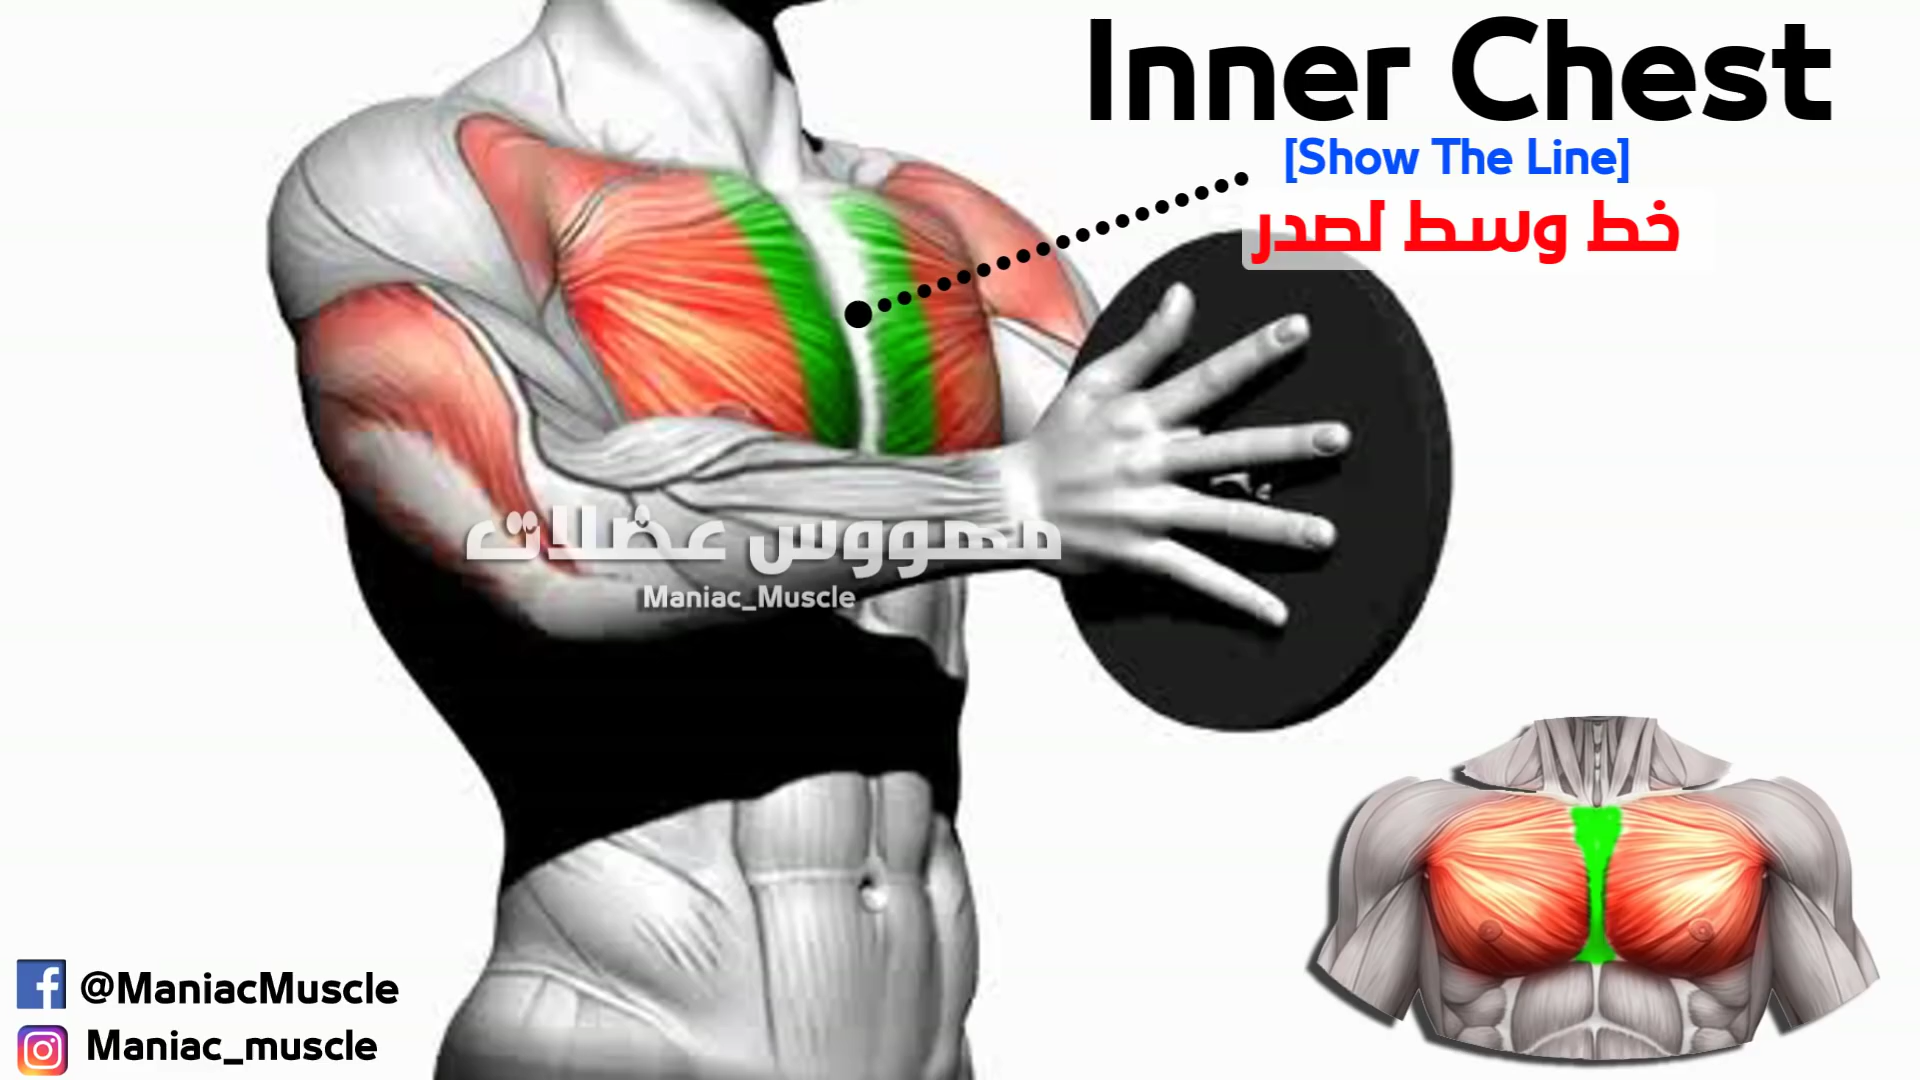 Inner Chest
[Show The Line]
خط وسط لصدر
مهووس عضلات
Maniac_Muscle
@ManiacMuscle
Maniac_muscle